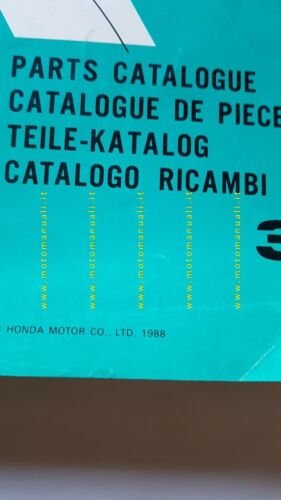 PARTS CATALOGUE
CATALOGUE DE PIECE
TEILE-KATALOG
CATALOGO RICAMBI
3
HONDA MOTOR CO., LTD. 1988
www.motomanuali.it
www.motomanuali.it
www.motomanuali.it
www.motomanuali.it
www.motomanuali.it